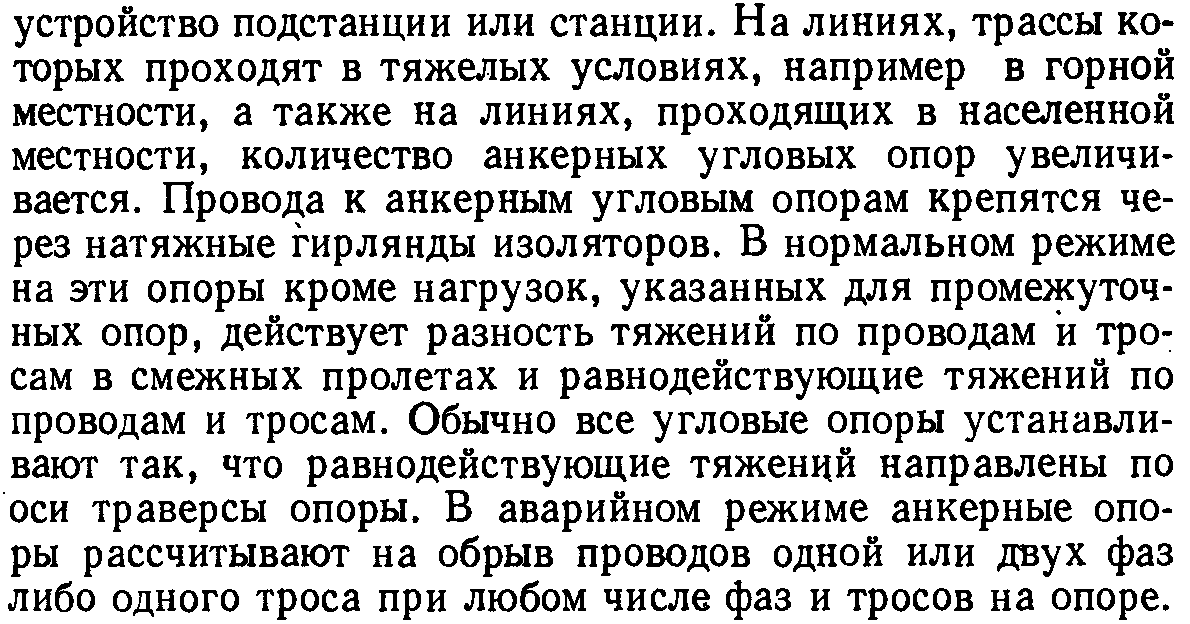 устройство подстанции или станции. На линиях, трассы ко-
торых проходят в тяжелых условиях, например в горной
местности, а также на линиях, проходящих в населенной
местности, количество анкерных угловых опор увеличи-
вается. Провода к анкерным угловым опорам крепятся че-
рез натяжные гирлянды изоляторов. В нормальном режиме
на эти опоры кроме нагрузок, указанных для промежуточ-
ных опор, действует разность тяжений по проводам и тро-
сам в смежных пролетах и равнодействующие тяжений по
проводам и тросам. Обычно все угловые опоры устанавли-
вают так, что равнодействующие тяжений направлены по
оси траверсы опоры. В аварийном режиме анкерные опо-
ры рассчитывают на обрыв проводов одной или двух фаз
либо одного троса при любом числе фаз и тросов на опоре.